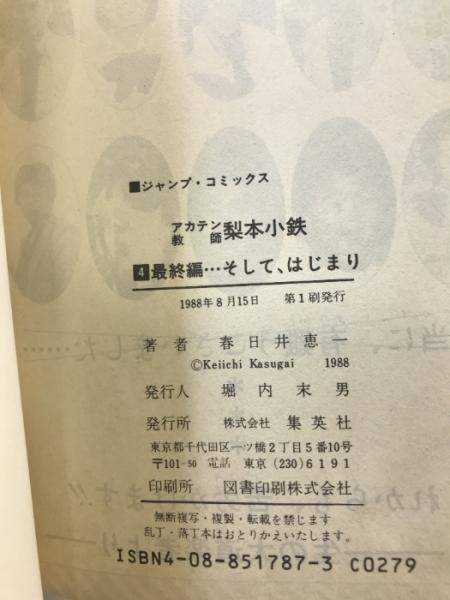 ■ジャンプ・コミックス
アカテン教師 梨本小鉄
4 最終編…そして、はじまり
1988年8月15日 第1刷発行
著者 春日井恵一
©Keiichi Kasugai 1988
発行人 堀内末男
発行所 株式会社 集英社
東京都千代田区一ツ橋2丁目5番10号
〒101-50 電話 東京(230)6191
印刷所 図書印刷株式会社
無断複写・複製・転載を禁じます
乱丁・落丁本はおとりかえいたします。
ISBN4-08-851787-3 C0279